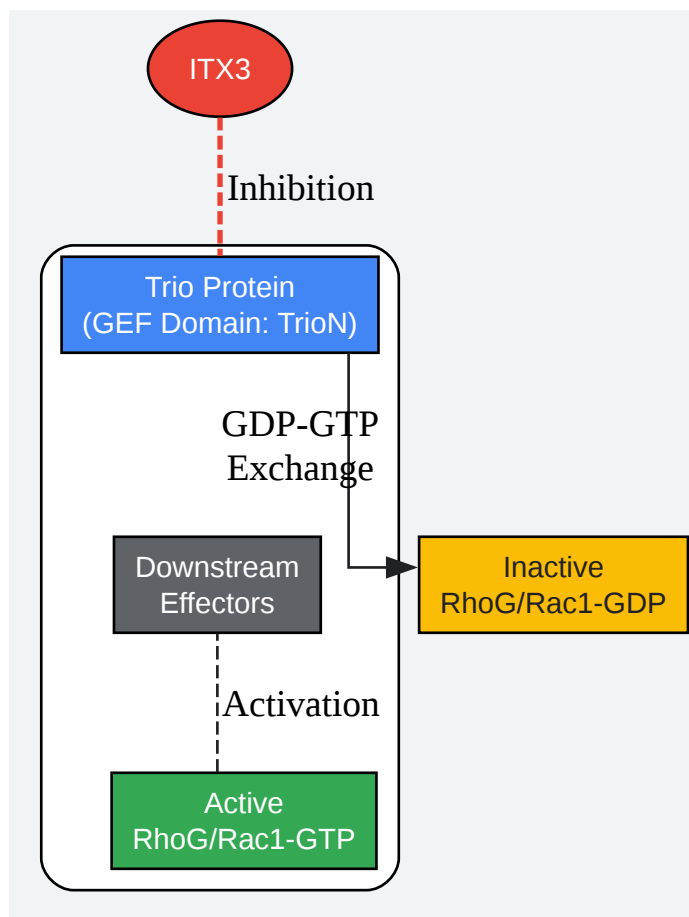 ITX3
Inhibition
Trio Protein
(GEF Domain: TrioN)
GDP-GTP
Exchange
Downstream
Effectors
Inactive
RhoG/Rac1-GDP
Activation
Active
RhoG/Rac1-GTP